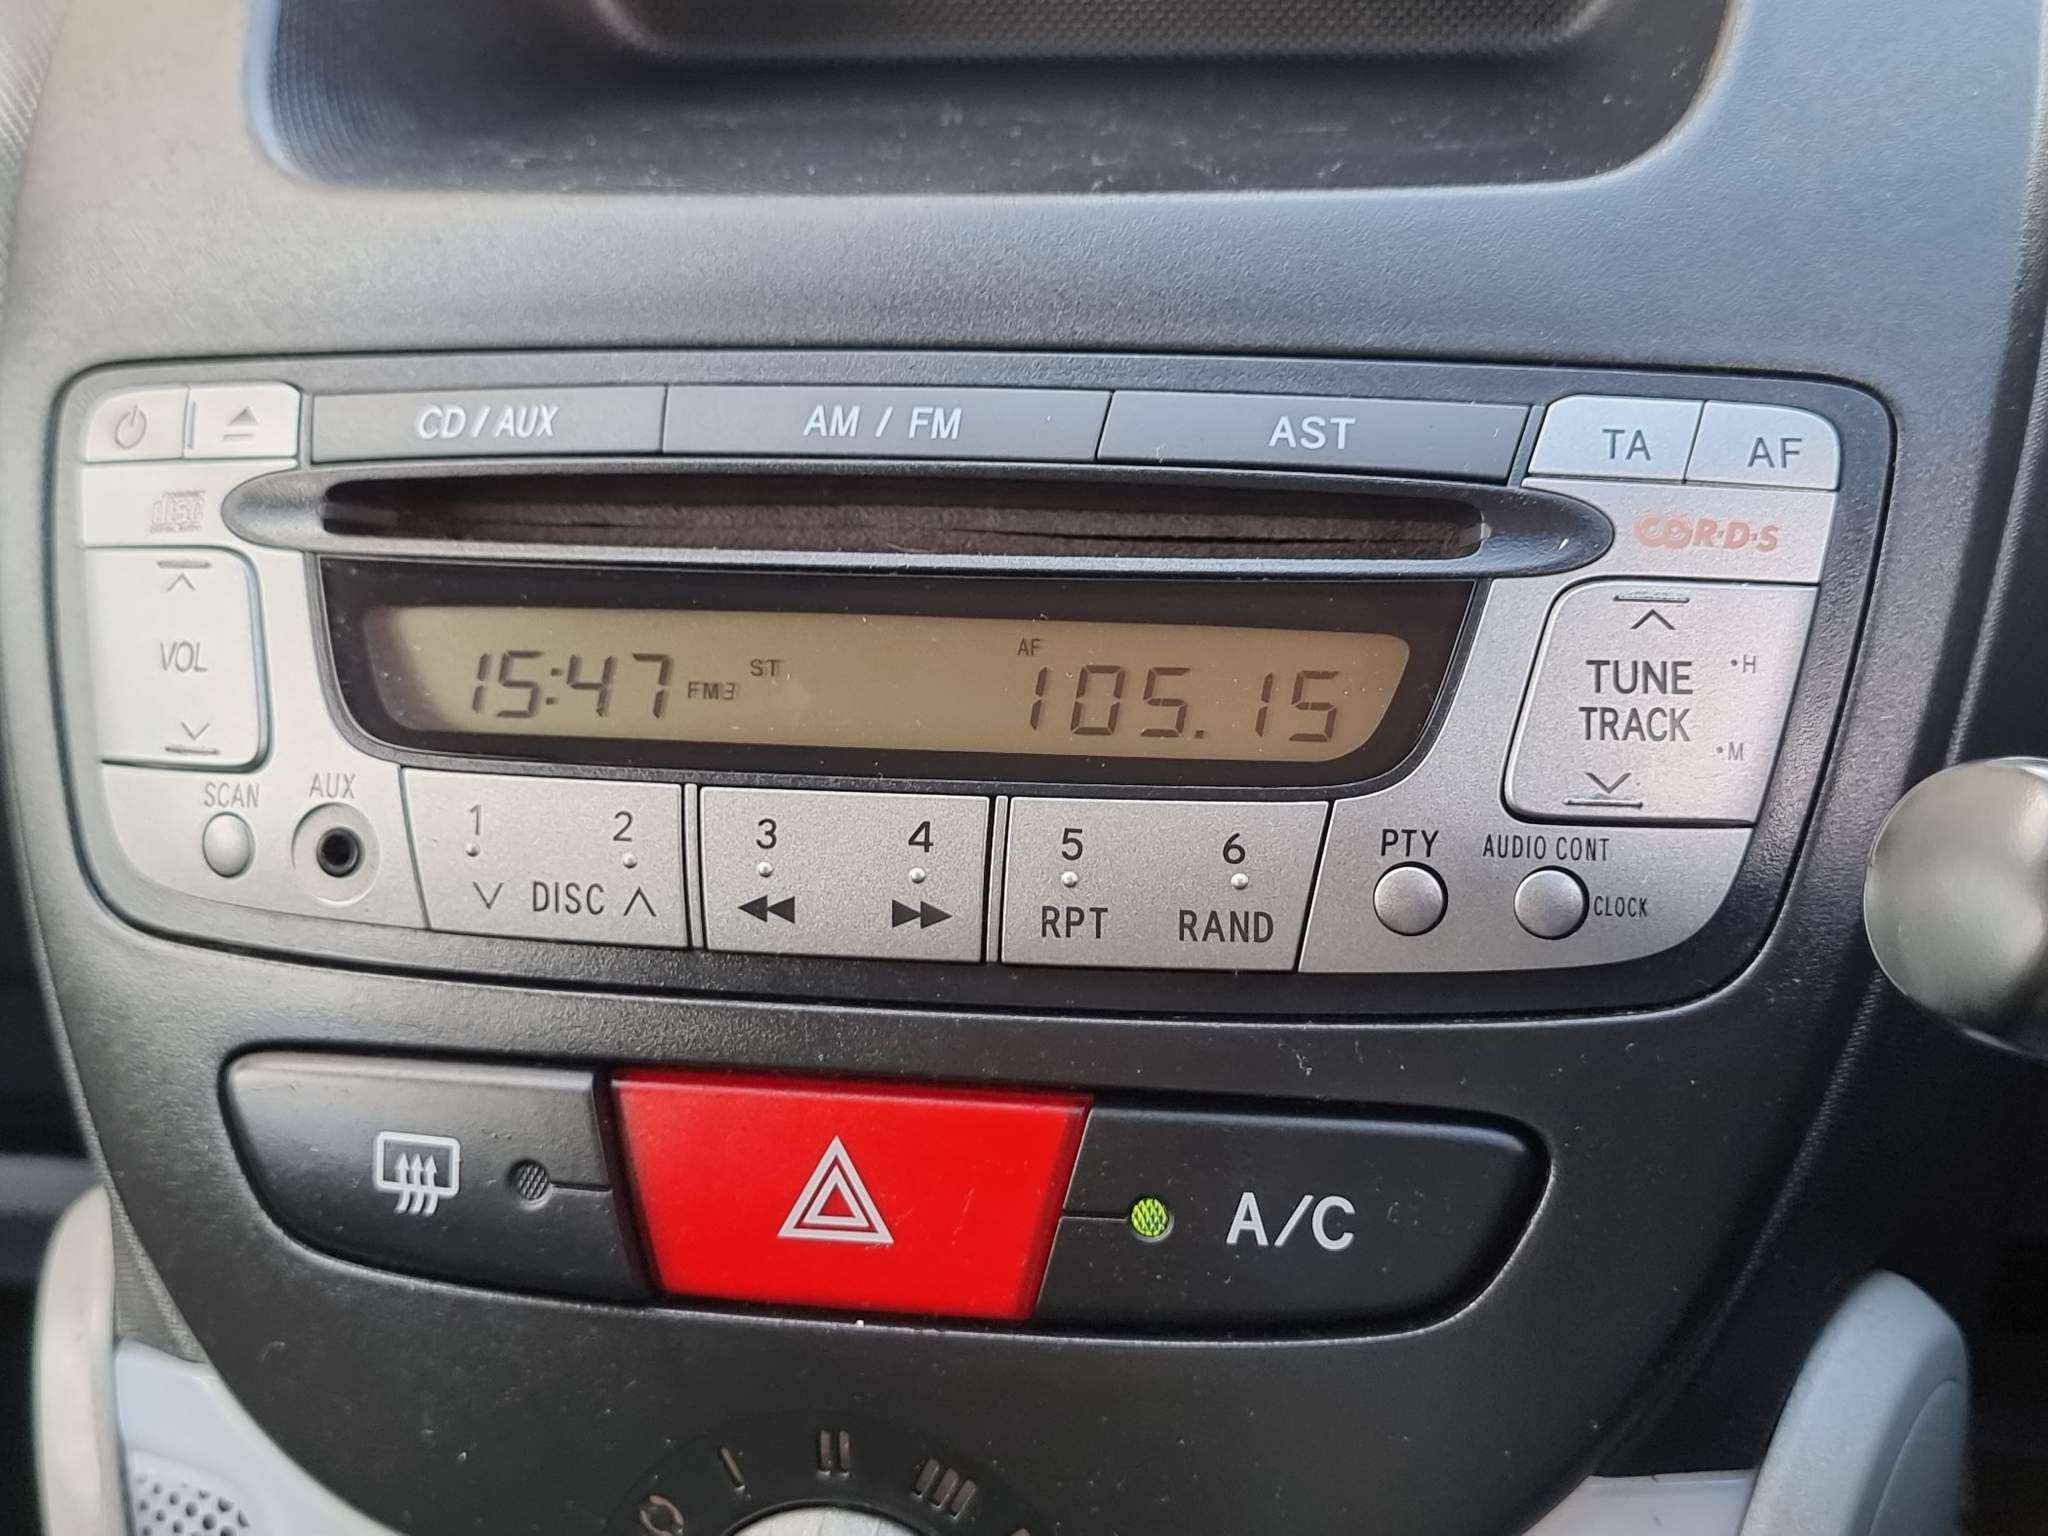 CD / AUX AM / FM AST TA AF
disc R·D·S
VOL
15:47 FM3 ST AF 105.15
TUNE
TRACK
H
M
SCAN AUX
1 2 3 4 5 6
DISC RPT RAND
PTY AUDIO CONT
CLOCK
A/C